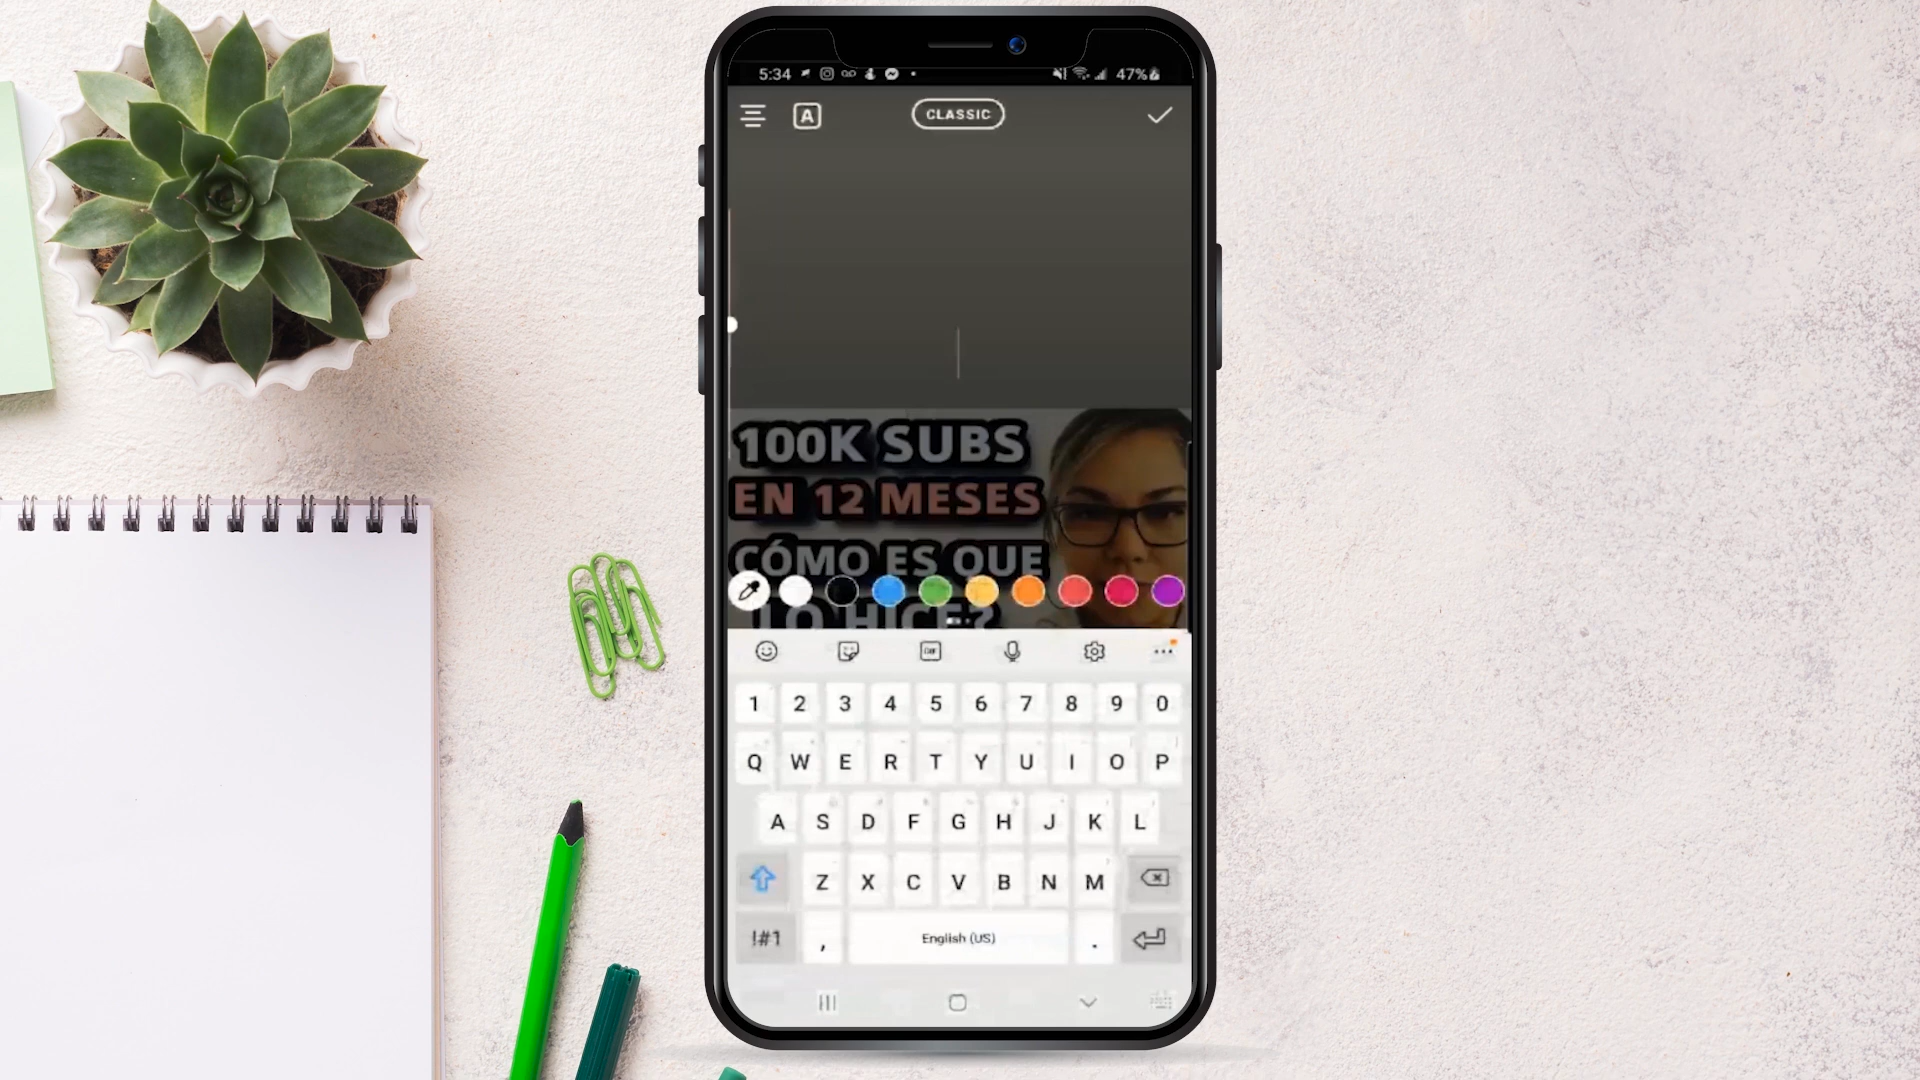 5:34 47%
A CLASSIC
100K SUBS
EN 12 MESES
CÓMO ES QUE
LO HICE?
GIF
1 2 3 4 5 6 7 8 9 0
Q W E R T Y U I O P
A S D F G H J K L
Z X C V B N M
!#1 , English (US) .